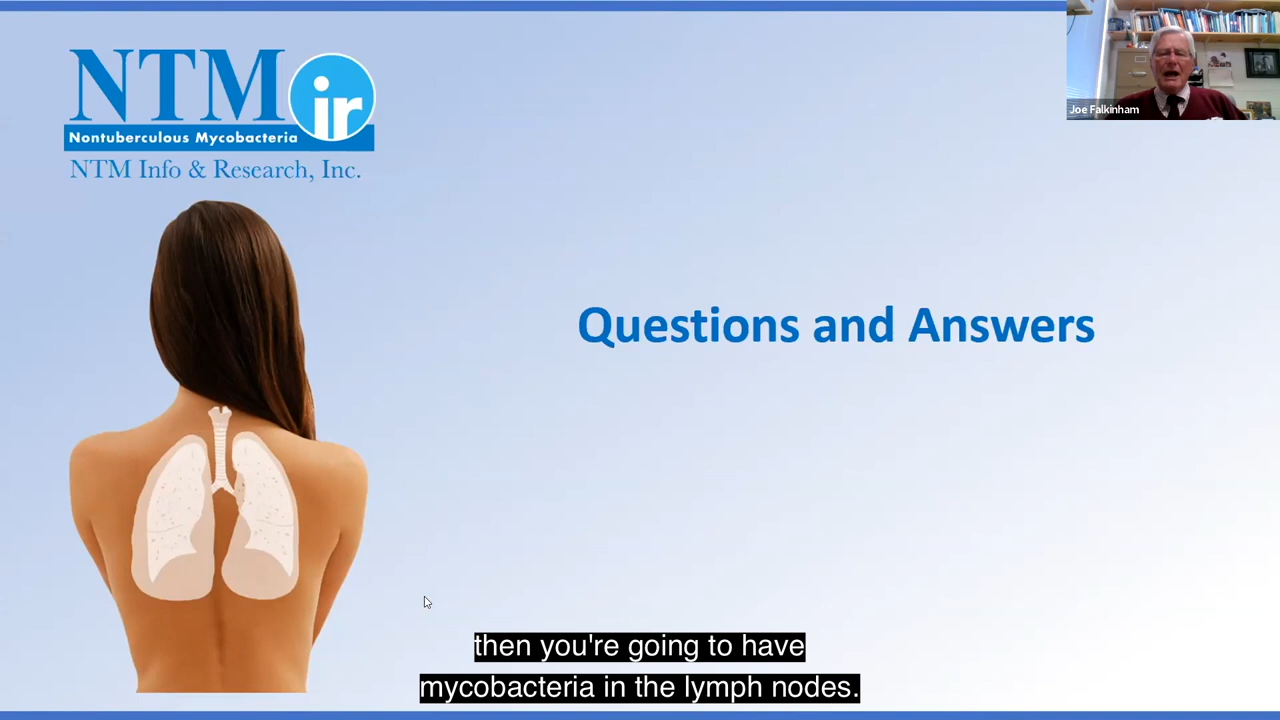 NTM
ir
Nontuberculous Mycobacteria
NTM Info & Research, Inc.
Joe Falkinham
Questions and Answers
then you're going to have
mycobacteria in the lymph nodes.